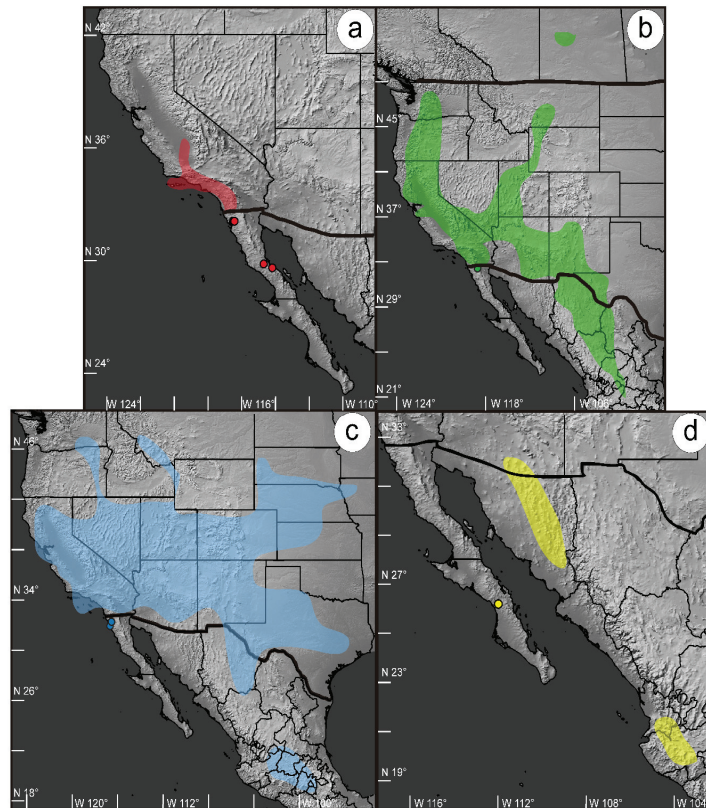 a
N 42°
N 36°
N 30°
N 24°
W 124°
W 116°
W 110°
b
N 45°
N 37°
N 29°
N 21°
W 124°
W 118°
W 106°
c
N 46°
N 34°
N 26°
N 18°
W 120°
W 112°
W 100°
d
N 33°
N 27°
N 23°
N 19°
W 116°
W 112°
W 108°
W 104